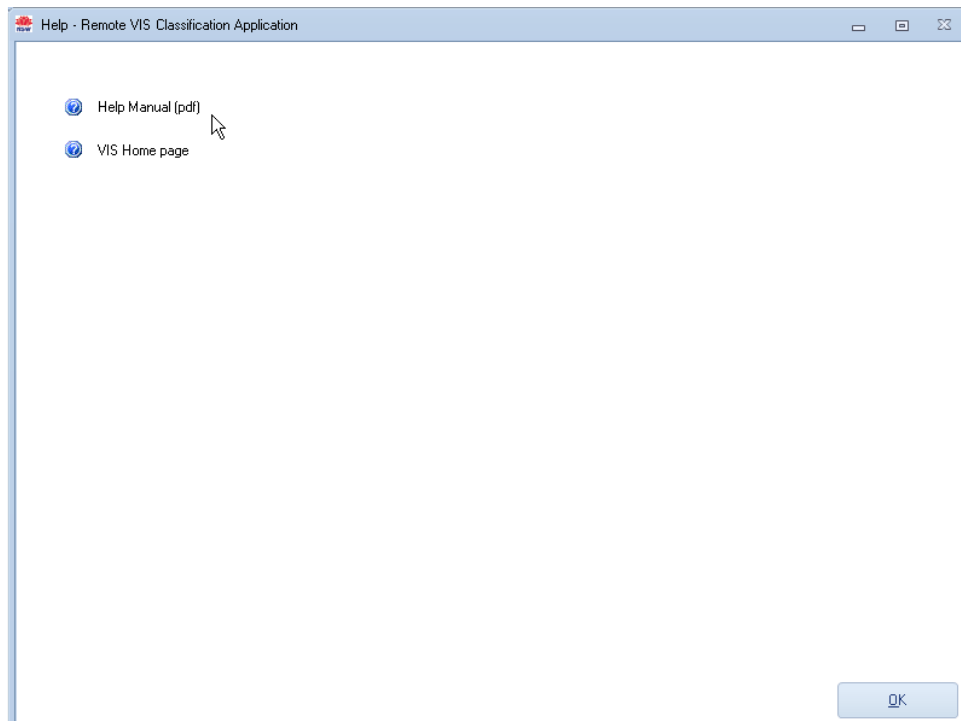 Help - Remote VIS Classification Application
Help Manual (pdf)
VIS Home page
OK